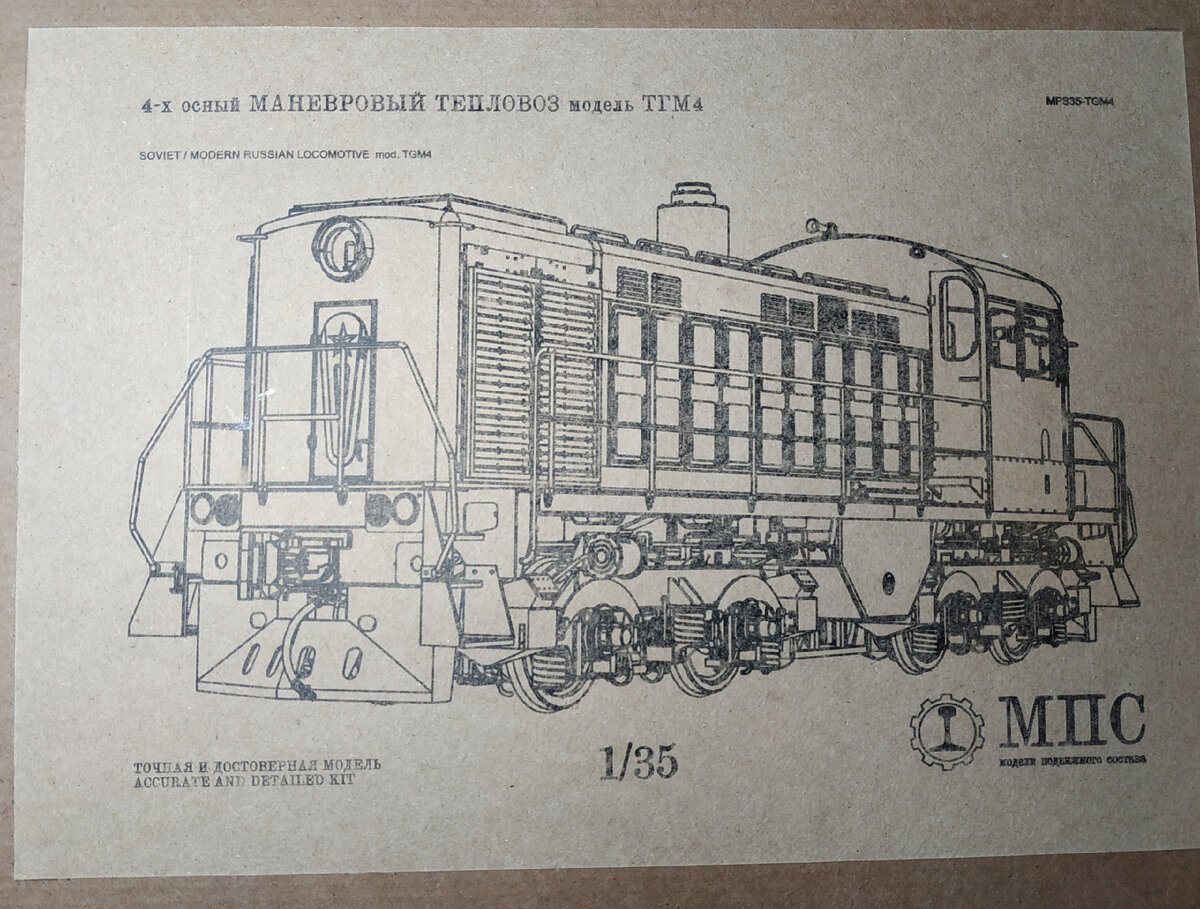 4-х осный МАНЕВРОВЫЙ ТЕПЛОВОЗ модель ТГМ4
MPS35-TGM4
SOVIET / MODERN RUSSIAN LOCOMOTIVE mod. TGM4
МПС
модели подвижного состава
1/35
ТОЧНАЯ И ДОСТОВЕРНАЯ МОДЕЛЬ
ACCURATE AND DETAILED KIT